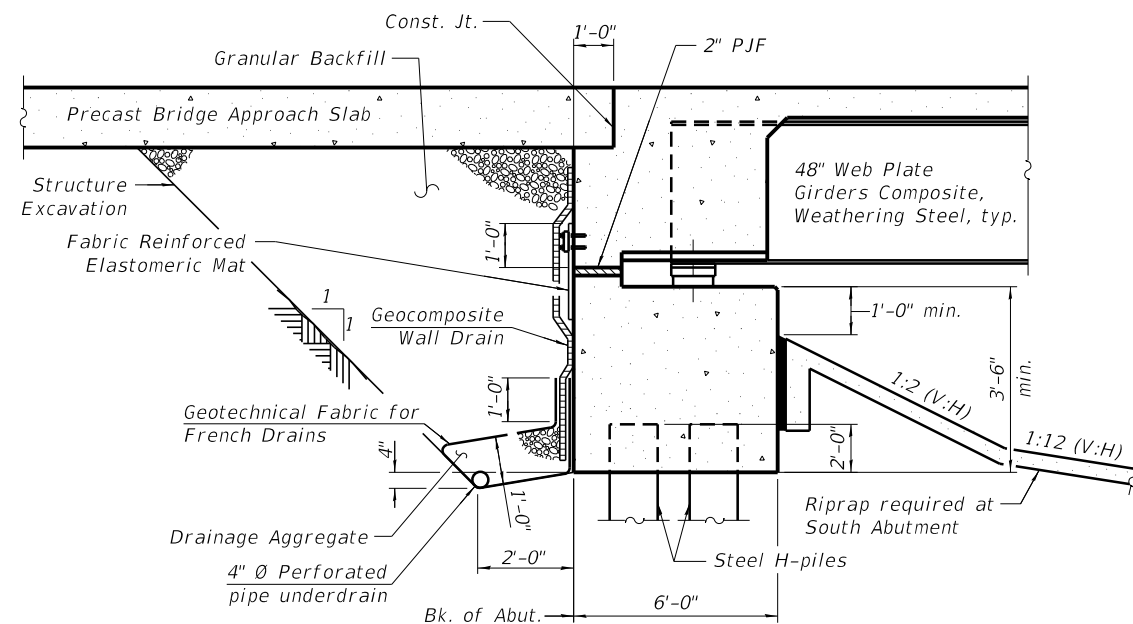 Const. Jt.
1'-0"
2" PJF
Granular Backfill
Precast Bridge Approach Slab
48" Web Plate
Girders Composite,
Weathering Steel, typ.
Structure
Excavation
Fabric Reinforced
Elastomeric Mat
1'-0"
1
1
Geocomposite
Wall Drain
1'-0" min.
3'-6"
min.
1:2 (V:H)
1:12 (V:H)
1'-0"
Geotechnical Fabric for
French Drains
4"
2'-0"
1'-0"
Riprap required at
South Abutment
Drainage Aggregate
2'-0"
Steel H-piles
4" Ø Perforated
pipe underdrain
6'-0"
Bk. of Abut.